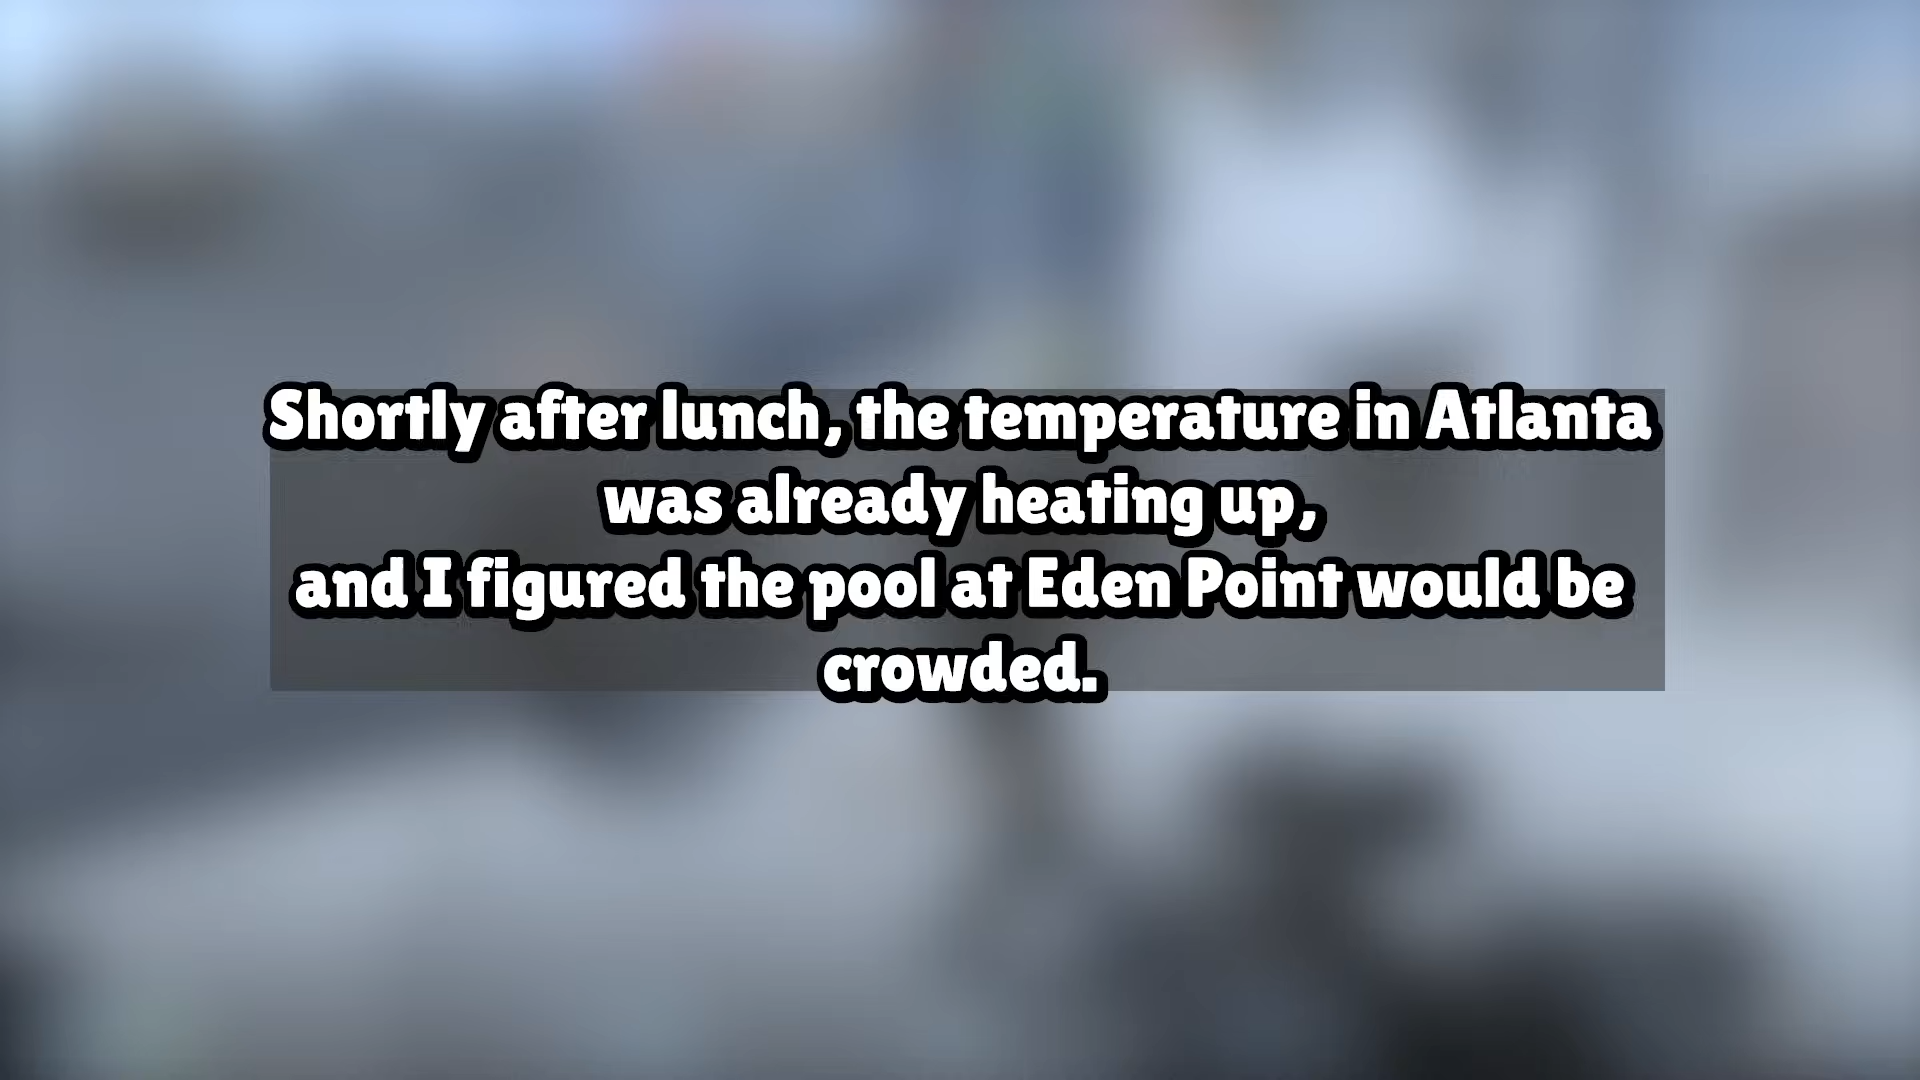 Shortly after lunch, the temperature in Atlanta
was already heating up,
and I figured the pool at Eden Point would be
crowded.